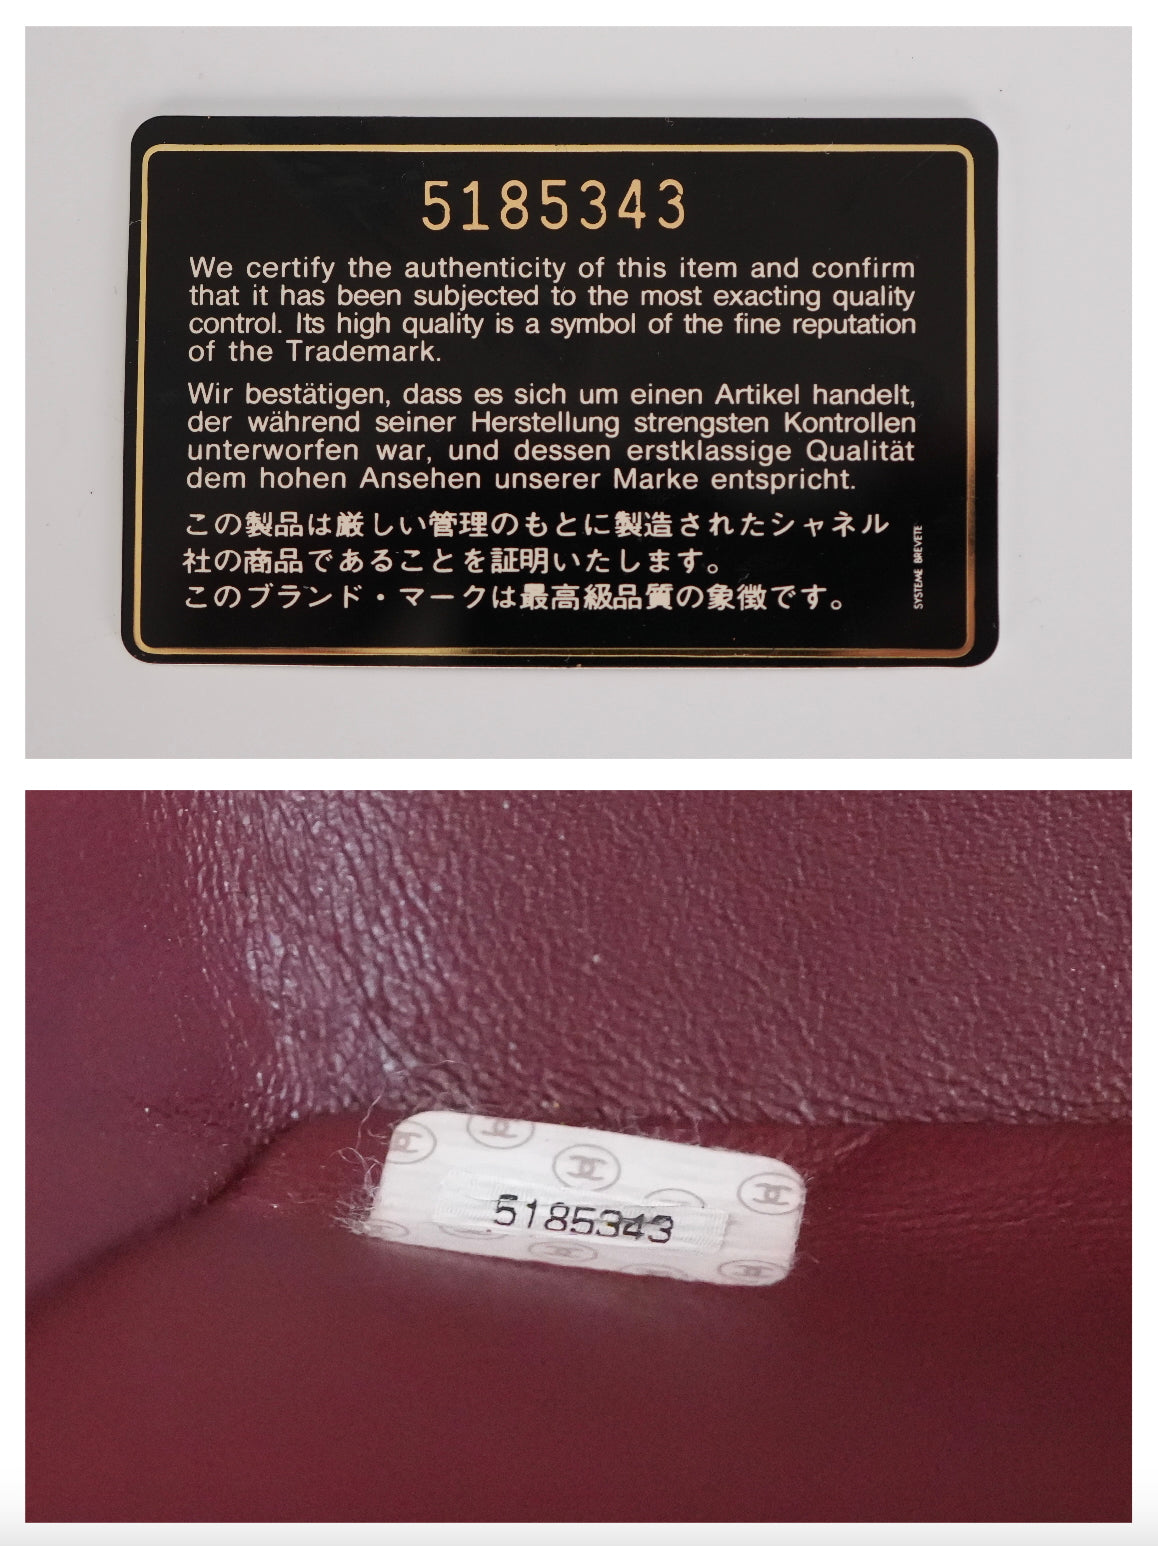 5185343
We certify the authenticity of this item and confirm
that it has been subjected to the most exacting quality
control. Its high quality is a symbol of the fine reputation
of the Trademark.
Wir bestätigen, dass es sich um einen Artikel handelt,
der während seiner Herstellung strengsten Kontrollen
unterworfen war, und dessen erstklassige Qualität
dem hohen Ansehen unserer Marke entspricht.
この製品は厳しい管理のもとに製造されたシャネル
社の商品であることを証明いたします。
このブランド・マークは最高級品質の象徴です。
SYSTEME BREVETE
5185343